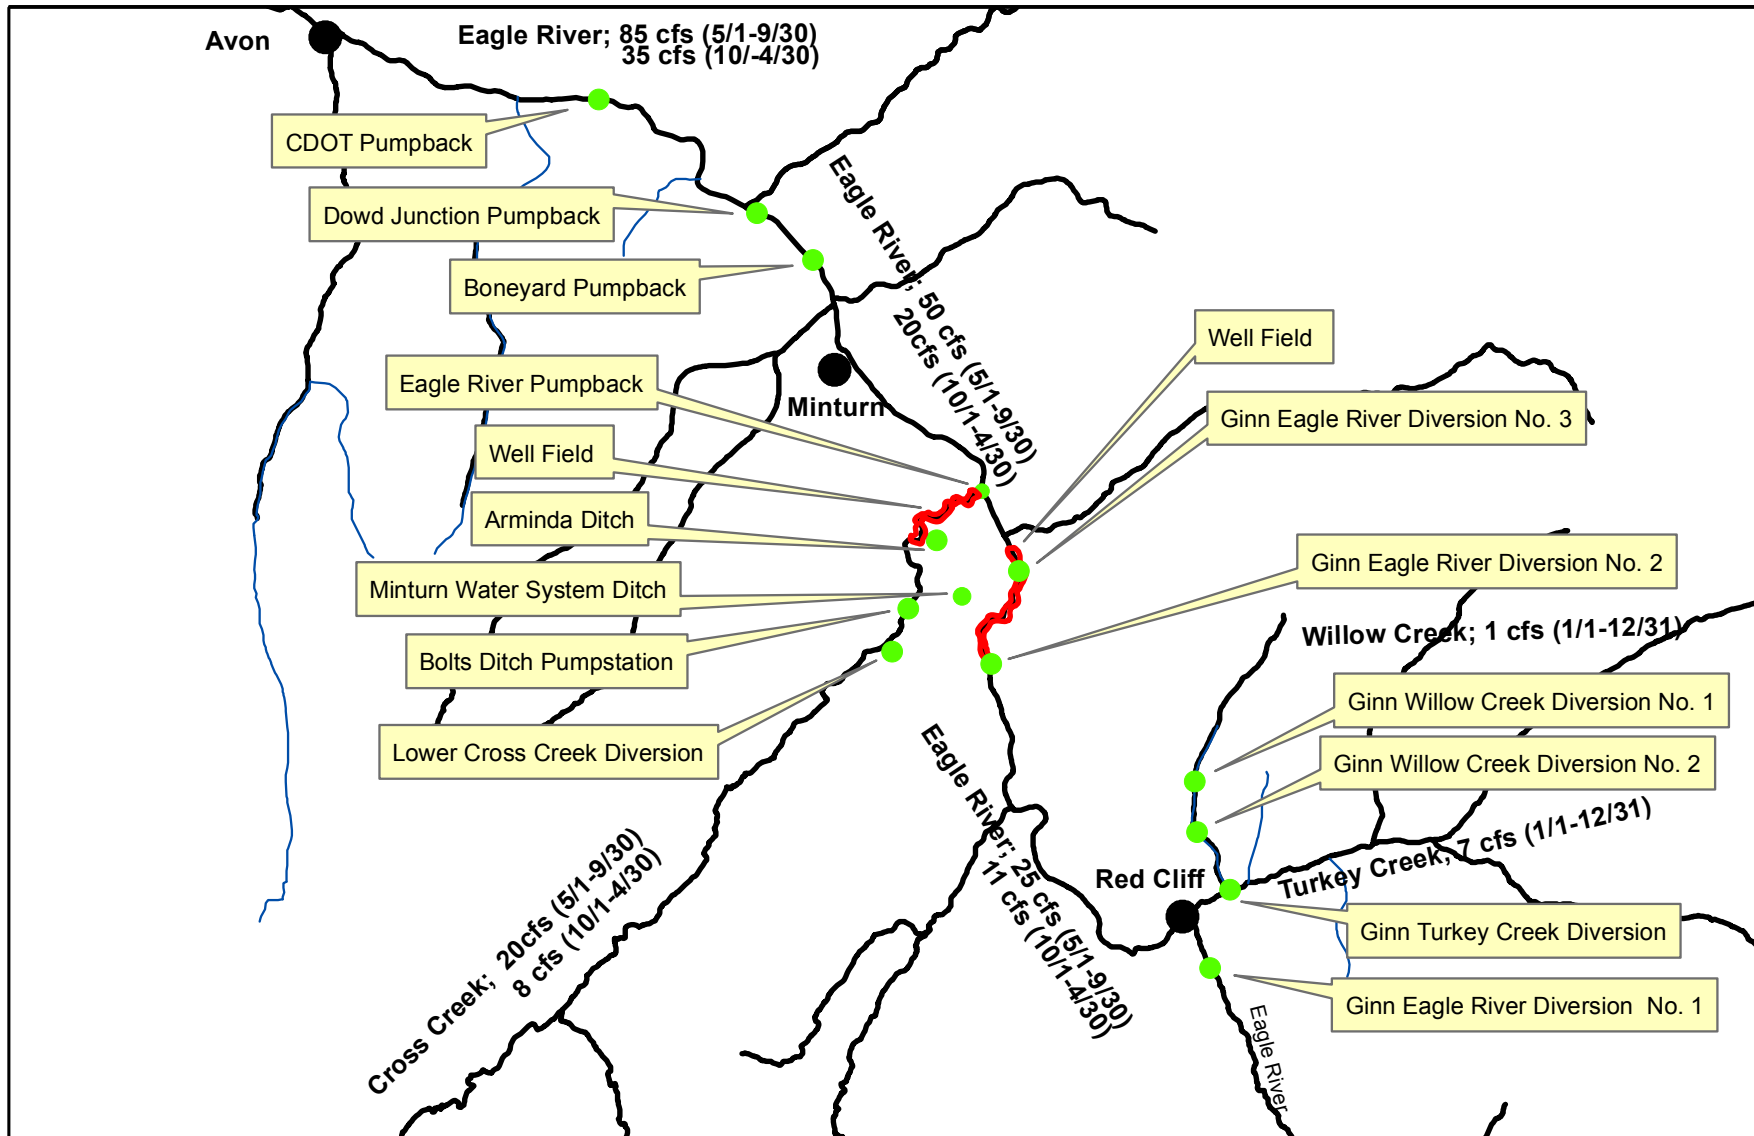 Avon
Eagle River; 85 cfs (5/1-9/30)
35 cfs (10/-4/30)
CDOT Pumpback
Dowd Junction Pumpback
Boneyard Pumpback
Eagle River; 50 cfs (5/1-9/30)
20cfs (10/1-4/30)
Well Field
Eagle River Pumpback
Minturn
Ginn Eagle River Diversion No. 3
Well Field
Arminda Ditch
Ginn Eagle River Diversion No. 2
Minturn Water System Ditch
Willow Creek; 1 cfs (1/1-12/31)
Bolts Ditch Pumpstation
Ginn Willow Creek Diversion No. 1
Lower Cross Creek Diversion
Ginn Willow Creek Diversion No. 2
Eagle River; 25 cfs (5/1-9/30)
11 cfs (10/1-4/30)
Turkey Creek; 7 cfs (1/1-12/31)
Red Cliff
Cross Creek; 20cfs (5/1-9/30)
8 cfs (10/1-4/30)
Ginn Turkey Creek Diversion
Ginn Eagle River Diversion No. 1
Eagle River